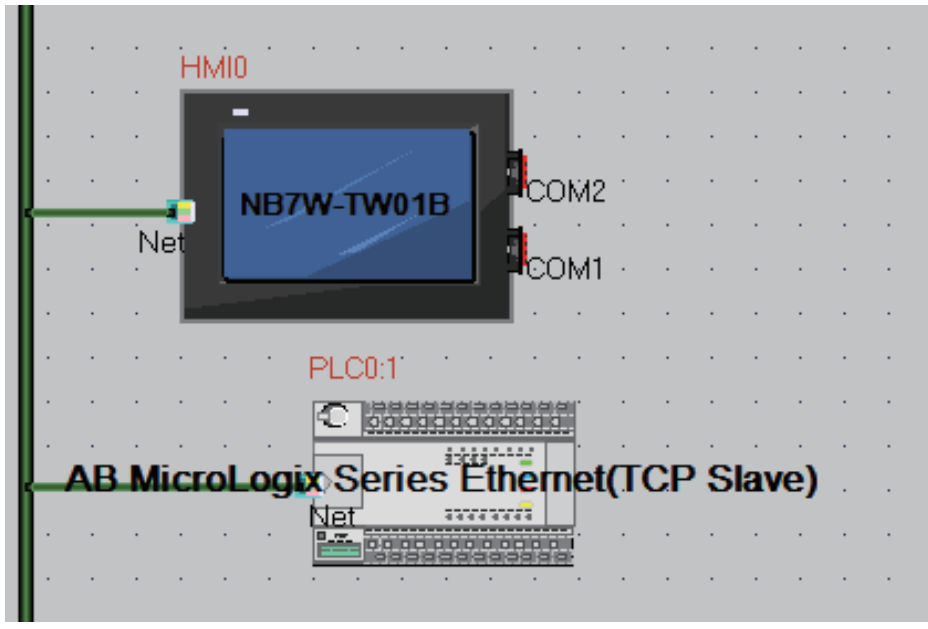 HMI0
NB7W-TW01B
COM2
Net
COM1
PLC0:1
AB MicroLogix Series Ethernet(TCP Slave)
Net